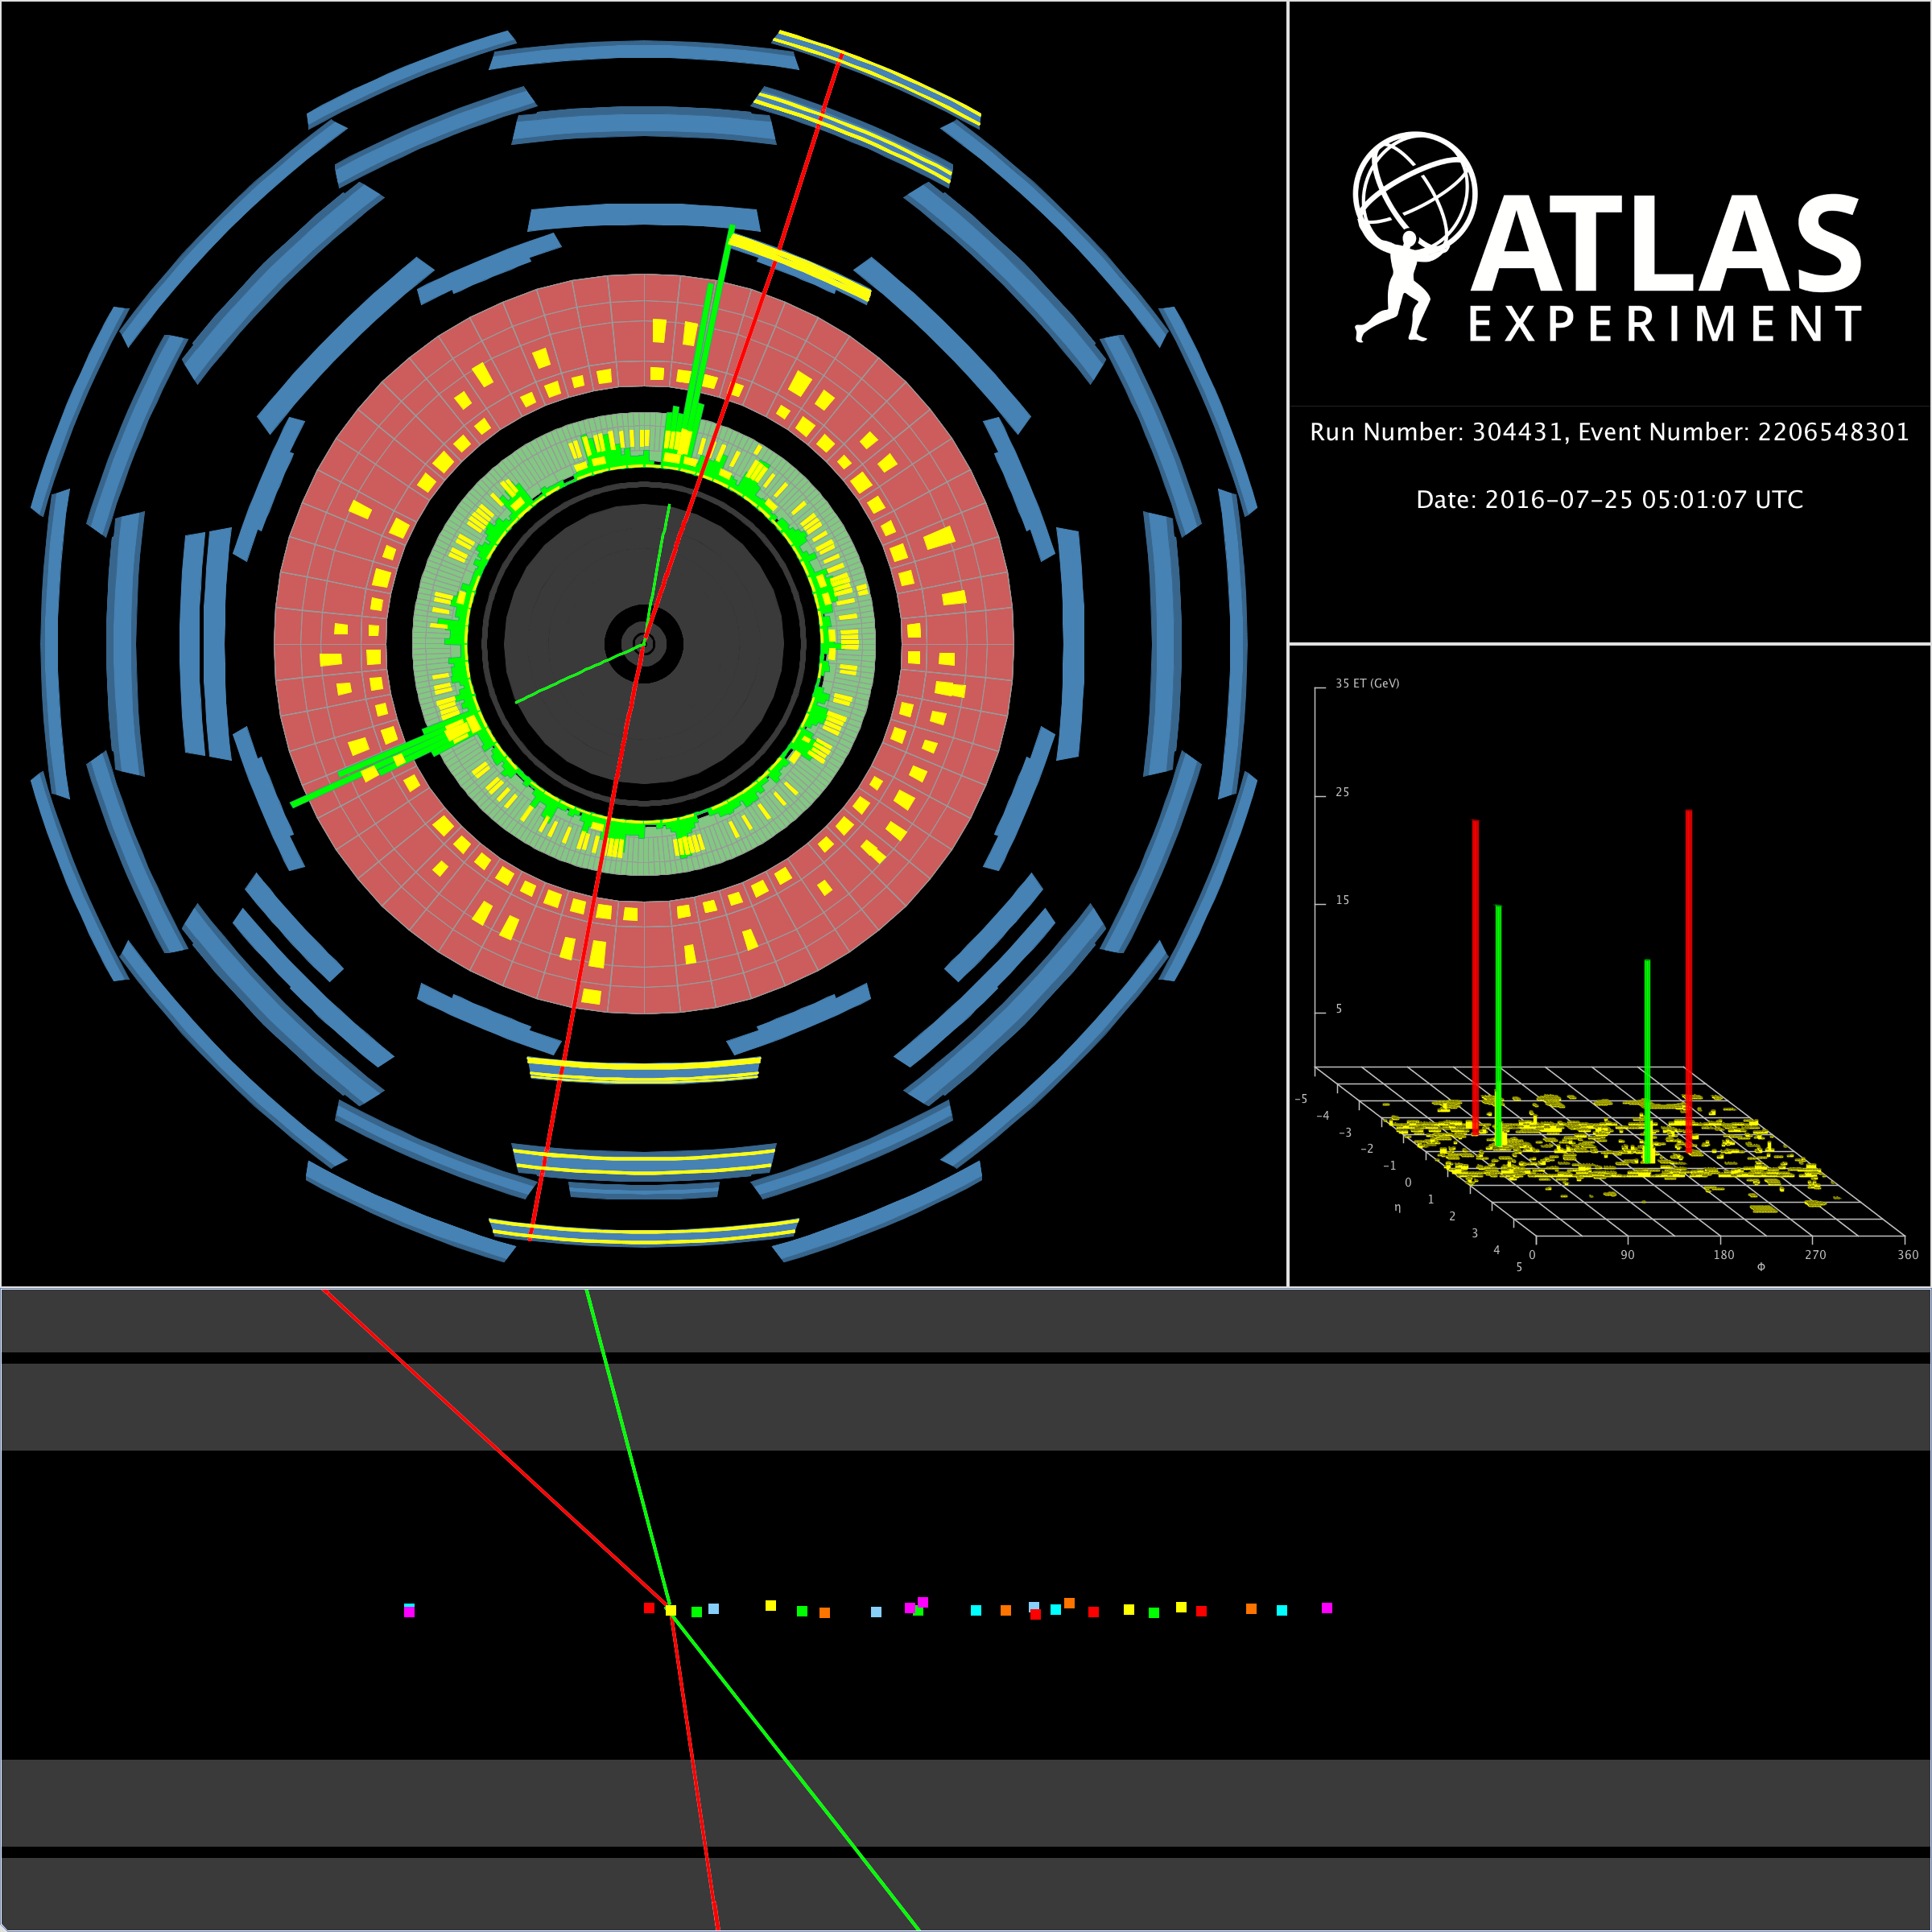 ATLAS
EXPERIMENT
Run Number: 304431, Event Number: 2206548301
Date: 2016-07-25 05:01:07 UTC
35 ET (GeV)
25
15
5
-5
-4
-3
-2
-1
0
1
2
3
4
5
η
0 90 180 270 360
Φ